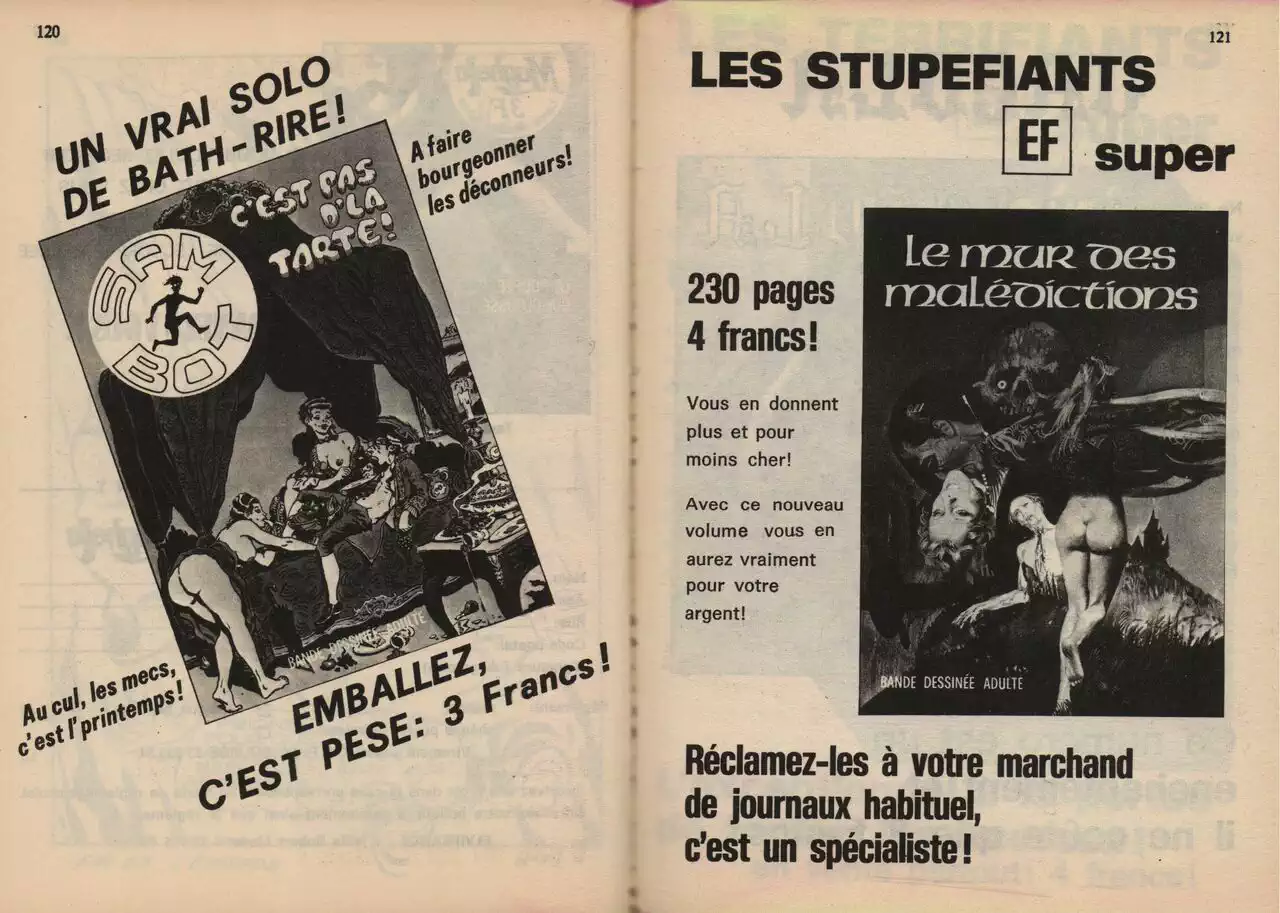 120
UN VRAI SOLO
DE BATH-RIRE!
A faire
bourgeonner
les déconneurs!
C'EST PAS
D'LA
TARTE!
SAM
BOT
BANDE DESSINÉE ADULTE
Au cul, les mecs,
c'est l'printemps!
EMBALLEZ,
C'EST PESE: 3 Francs!
121
LES STUPEFIANTS
EF super
Le mur des
malédictions
230 pages
4 francs!
Vous en donnent
plus et pour
moins cher!
Avec ce nouveau
volume vous en
aurez vraiment
pour votre
argent!
BANDE DESSINÉE ADULTE
Réclamez-les à votre marchand
de journaux habituel,
c'est un spécialiste!